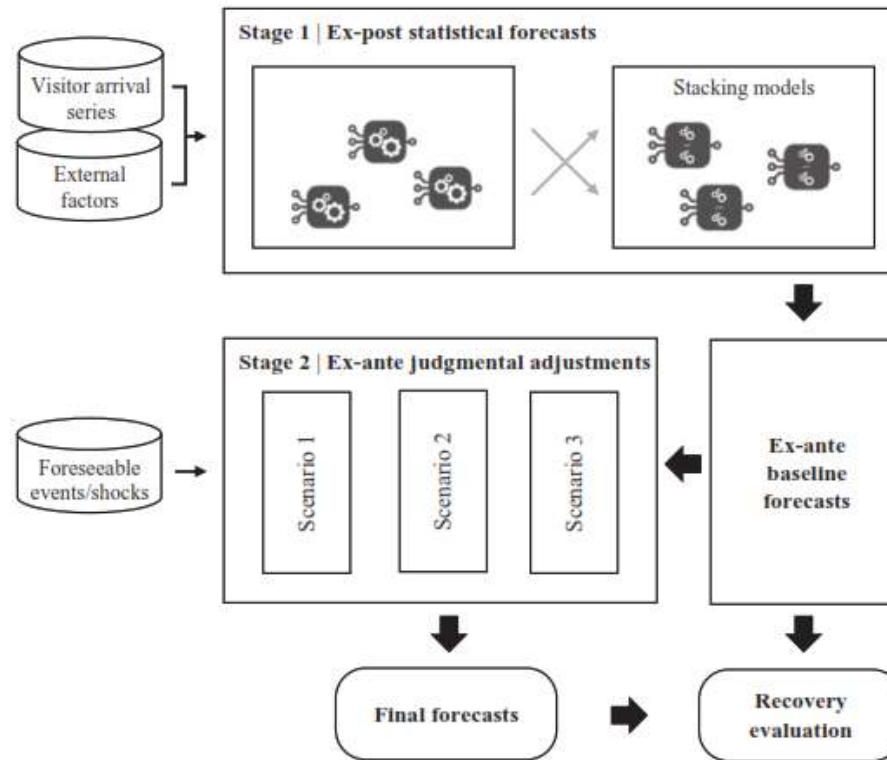 Stage 1 | Ex-post statistical forecasts
Visitor arrival
series
External
factors
Stacking models
Stage 2 | Ex-ante judgmental adjustments
Scenario 1
Scenario 2
Scenario 3
Foreseeable
events/shocks
Ex-ante
baseline
forecasts
Final forecasts
Recovery
evaluation